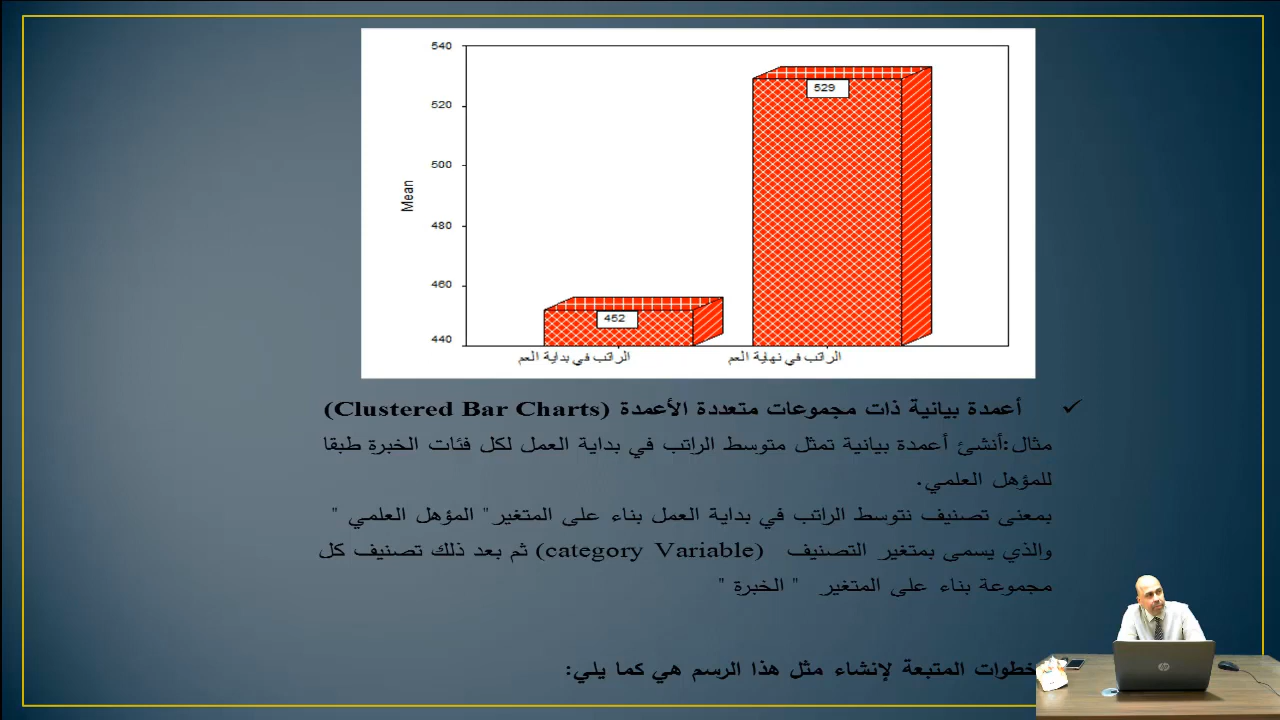 540
520
500
480
460
440
Mean
529
452
الراتب في بداية العم
الراتب في نهاية العم
✓ أعمدة بيانية ذات مجموعات متعددة الأعمدة (Clustered Bar Charts)
مثال:أنشئ أعمدة بيانية تمثل متوسط الراتب في بداية العمل لكل فئات الخبرة طبقا
للمؤهل العلمي.
بمعنى تصنيف نتوسط الراتب في بداية العمل بناء على المتغير" المؤهل العلمي "
والذي يسمى بمتغير التصنيف (category Variable) ثم بعد ذلك تصنيف كل
مجموعة بناء على المتغير " الخبرة "
خطوات المتبعة لإنشاء مثل هذا الرسم هي كما يلي:
hp